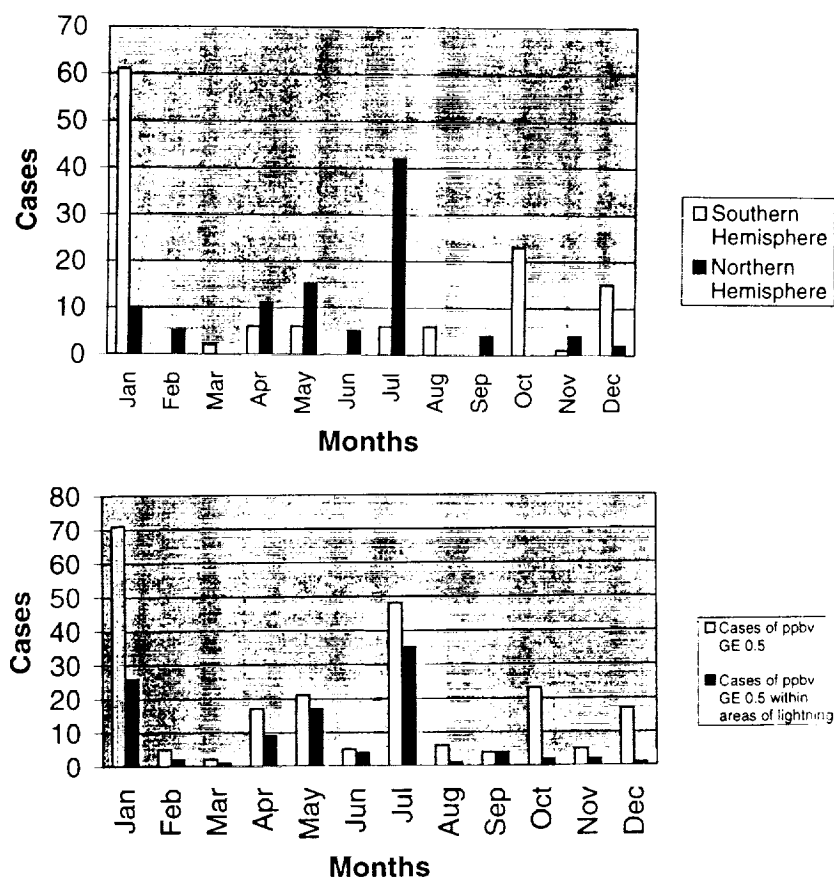 70
60
50
40
30
20
10
0
Cases
Jan
Feb
Mar
Apr
May
Jun
Jul
Aug
Sep
Oct
Nov
Dec
Months
Southern
Hemisphere
Northern
Hemisphere
80
70
60
50
40
30
20
10
0
Cases
Jan
Feb
Mar
Apr
May
Jun
Jul
Aug
Sep
Oct
Nov
Dec
Months
Cases of ppbv
GE 0.5
Cases of ppbv
GE 0.5 within
areas of lightning